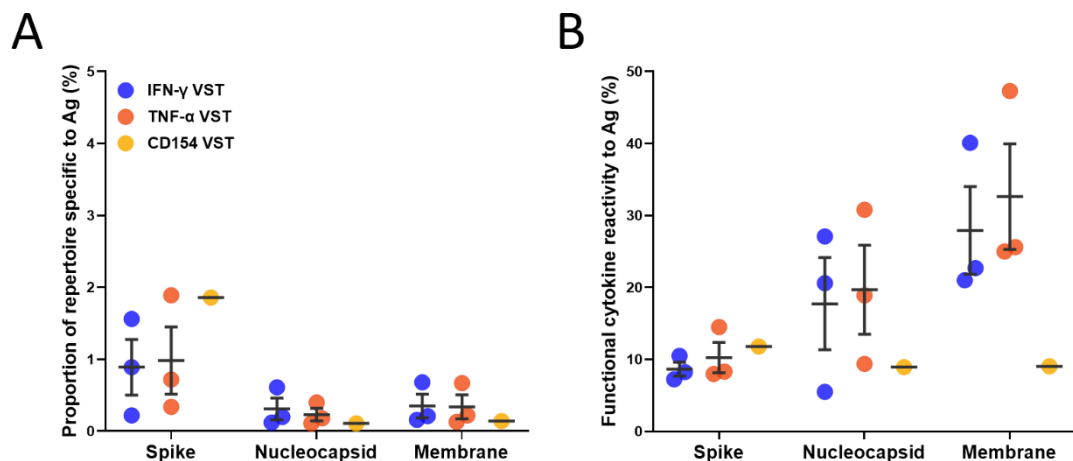 A
Proportion of repertoire specific to Ag (%)
5
4
3
2
1
0
IFN-γ VST
TNF-α VST
CD154 VST
Spike
Nucleocapsid
Membrane
B
Functional cytokine reactivity to Ag (%)
50
40
30
20
10
0
Spike
Nucleocapsid
Membrane